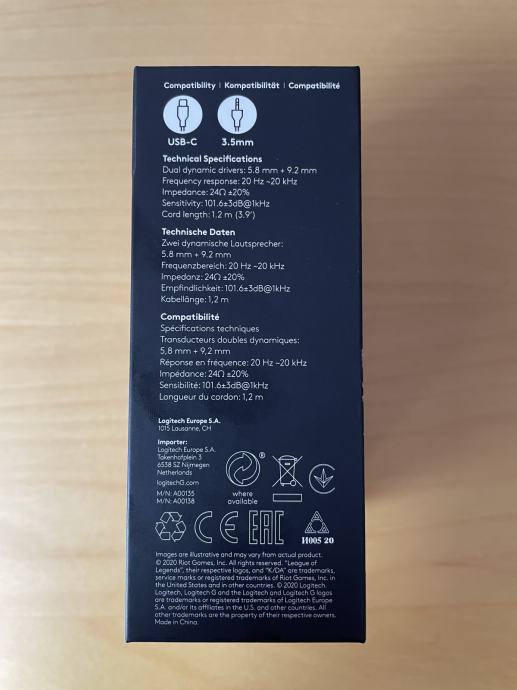 Compatibility | Kompatibilität | Compatibilité
USB-C 3.5mm
Technical Specifications
Dual dynamic drivers: 5.8 mm + 9.2 mm
Frequency response: 20 Hz ~20 kHz
Impedance: 24Ω ±20%
Sensitivity: 101.6±3dB@1kHz
Cord length: 1.2 m (3.9')
Technische Daten
Zwei dynamische Lautsprecher:
5.8 mm + 9.2 mm
Frequenzbereich: 20 Hz ~20 kHz
Impedanz: 24Ω ±20%
Empfindlichkeit: 101.6±3dB@1kHz
Kabellänge: 1,2 m
Compatibilité
Spécifications techniques
Transducteurs doubles dynamiques:
5,8 mm + 9,2 mm
Réponse en fréquence: 20 Hz ~20 kHz
Impédance: 24Ω ±20%
Sensibilité: 101.6±3dB@1kHz
Longueur du cordon: 1,2 m
Logitech Europe S.A.
1015 Lausanne, CH
Importer:
Logitech Europe S.A.
Takenhofplein 3
6538 SZ Nijmegen
Netherlands
logitechG.com
M/N: A00135
M/N: A00138
®
where
available
CE EAC
И005 20
Images are illustrative and may vary from actual product.
© 2020 Riot Games, Inc. All rights reserved. "League of
Legends", their respective logos, and "K/DA" are trademarks,
service marks or registered trademarks of Riot Games, Inc. in
the United States and in other countries. © 2020 Logitech.
Logitech, Logitech G and the Logitech and Logitech G logos
are trademarks or registered trademarks of Logitech Europe
S.A. and/or its affiliates in the U.S. and other countries. All
other trademarks are the property of their respective owners.
Made in China.